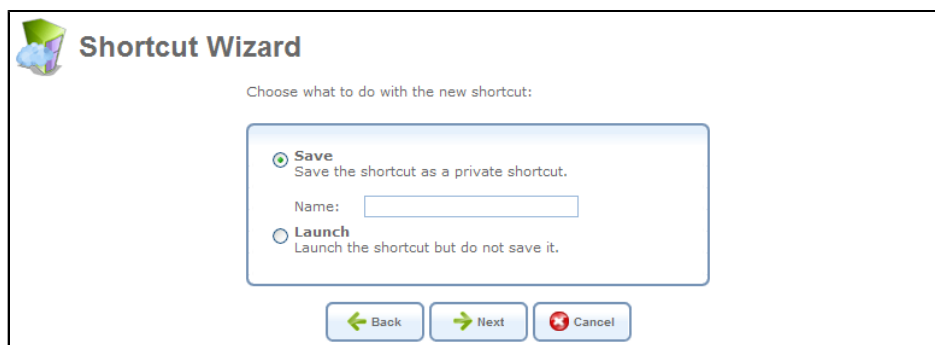 Shortcut Wizard
Choose what to do with the new shortcut:
Save
Save the shortcut as a private shortcut.
Name:
Launch
Launch the shortcut but do not save it.
Back Next Cancel